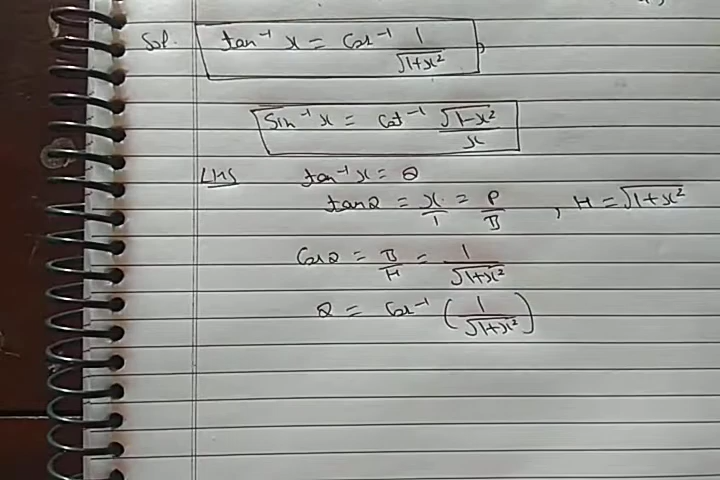 Sol. tan⁻¹ x = Cos⁻¹ 1/√1+x² ,
Sin⁻¹ x = Cot⁻¹ √1-x²/x
LHS tan⁻¹ x = θ
tanθ = x/1 = P/B , H = √1+x²
Cosθ = B/H = 1/√1+x²
θ = Cos⁻¹ (1/√1+x²)